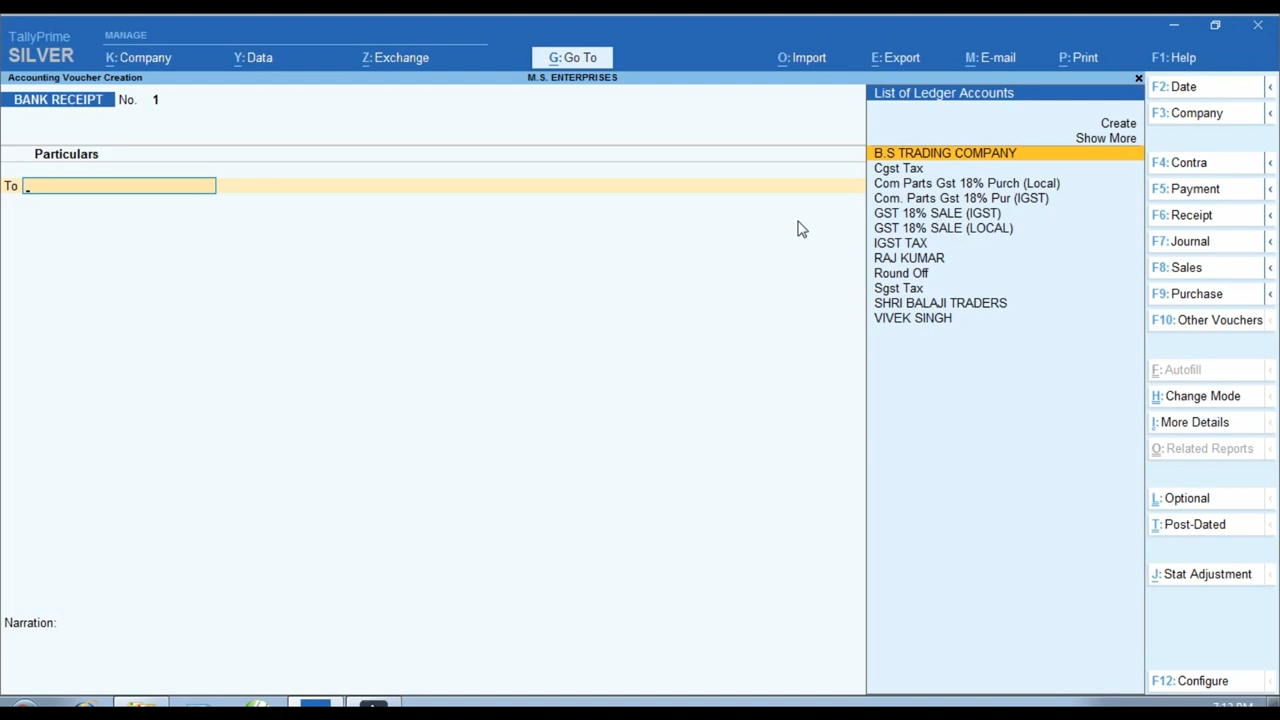 TallyPrime
MANAGE
SILVER
K: Company
Y: Data
Z: Exchange
G: Go To
O: Import
E: Export
M: E-mail
P: Print
F1: Help
Accounting Voucher Creation
M.S. ENTERPRISES
BANK RECEIPT No. 1
Particulars
To
Narration:
List of Ledger Accounts
Create
Show More
B.S TRADING COMPANY
Cgst Tax
Com Parts Gst 18% Purch (Local)
Com. Parts Gst 18% Pur (IGST)
GST 18% SALE (IGST)
GST 18% SALE (LOCAL)
IGST TAX
RAJ KUMAR
Round Off
Sgst Tax
SHRI BALAJI TRADERS
VIVEK SINGH
F2: Date
F3: Company
F4: Contra
F5: Payment
F6: Receipt
F7: Journal
F8: Sales
F9: Purchase
F10: Other Vouchers
F: Autofill
H: Change Mode
I: More Details
O: Related Reports
L: Optional
T: Post-Dated
J: Stat Adjustment
F12: Configure